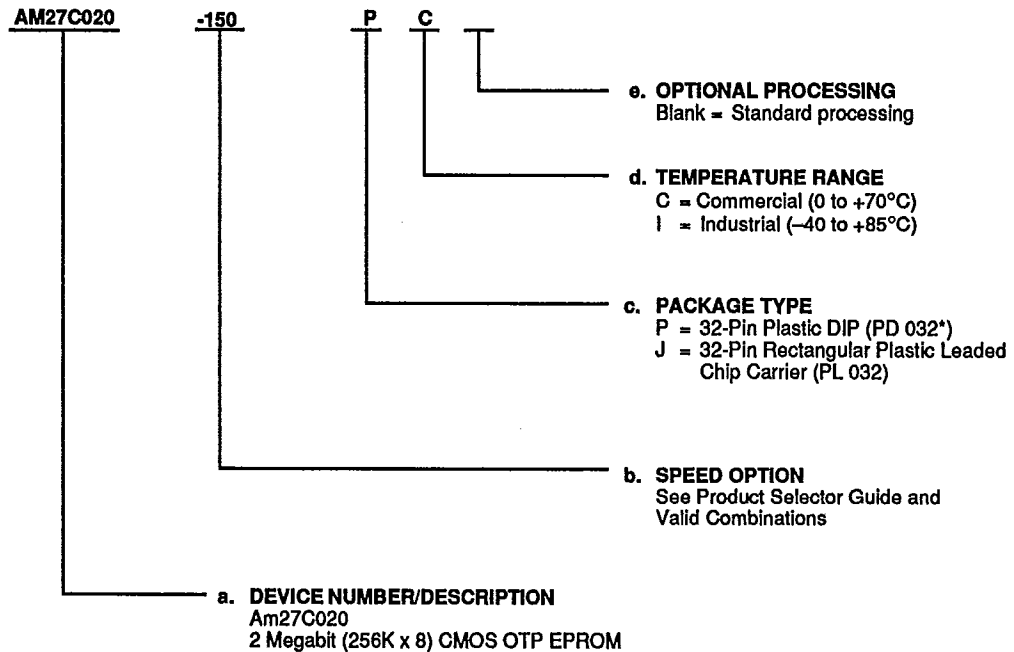 AM27C020 -150 P C
e. OPTIONAL PROCESSING
Blank = Standard processing
d. TEMPERATURE RANGE
C = Commercial (0 to +70°C)
I = Industrial (–40 to +85°C)
c. PACKAGE TYPE
P = 32-Pin Plastic DIP (PD 032*)
J = 32-Pin Rectangular Plastic Leaded
Chip Carrier (PL 032)
b. SPEED OPTION
See Product Selector Guide and
Valid Combinations
a. DEVICE NUMBER/DESCRIPTION
Am27C020
2 Megabit (256K x 8) CMOS OTP EPROM